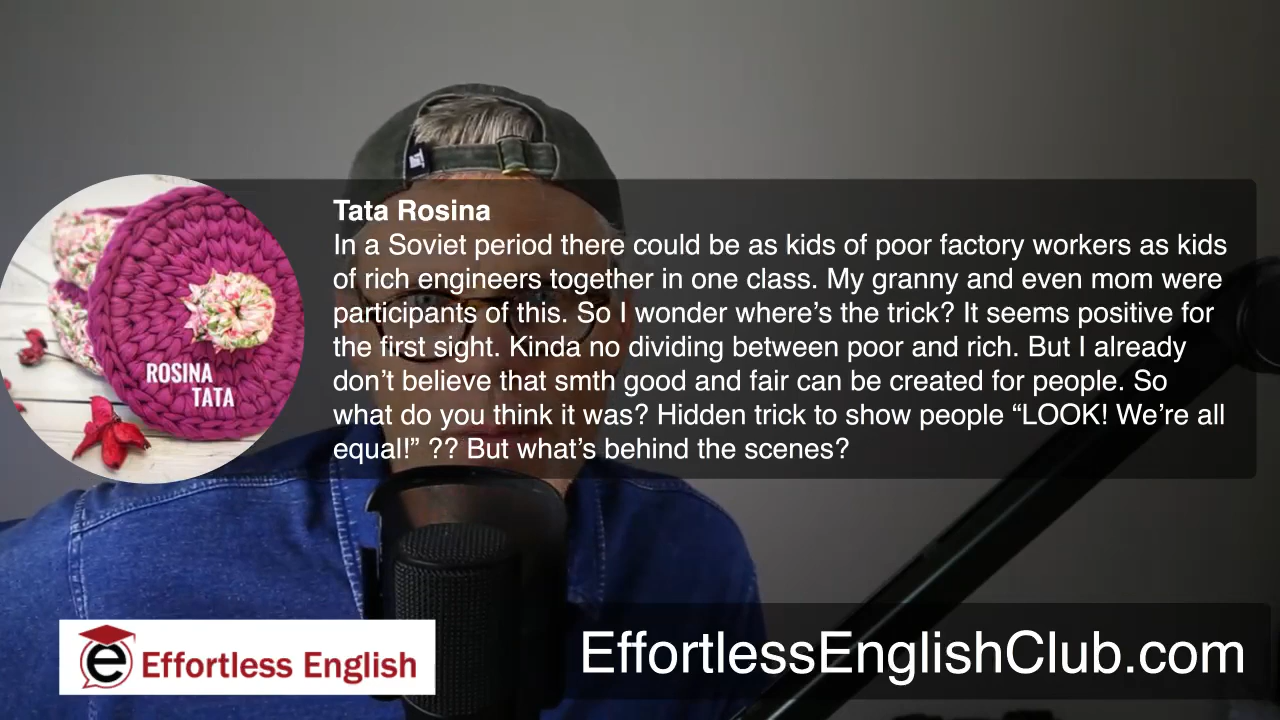 Tata Rosina
In a Soviet period there could be as kids of poor factory workers as kids
of rich engineers together in one class. My granny and even mom were
participants of this. So I wonder where's the trick? It seems positive for
the first sight. Kinda no dividing between poor and rich. But I already
don't believe that smth good and fair can be created for people. So
what do you think it was? Hidden trick to show people “LOOK! We're all
equal!” ?? But what's behind the scenes?
ROSINA
TATA
e Effortless English
EffortlessEnglishClub.com